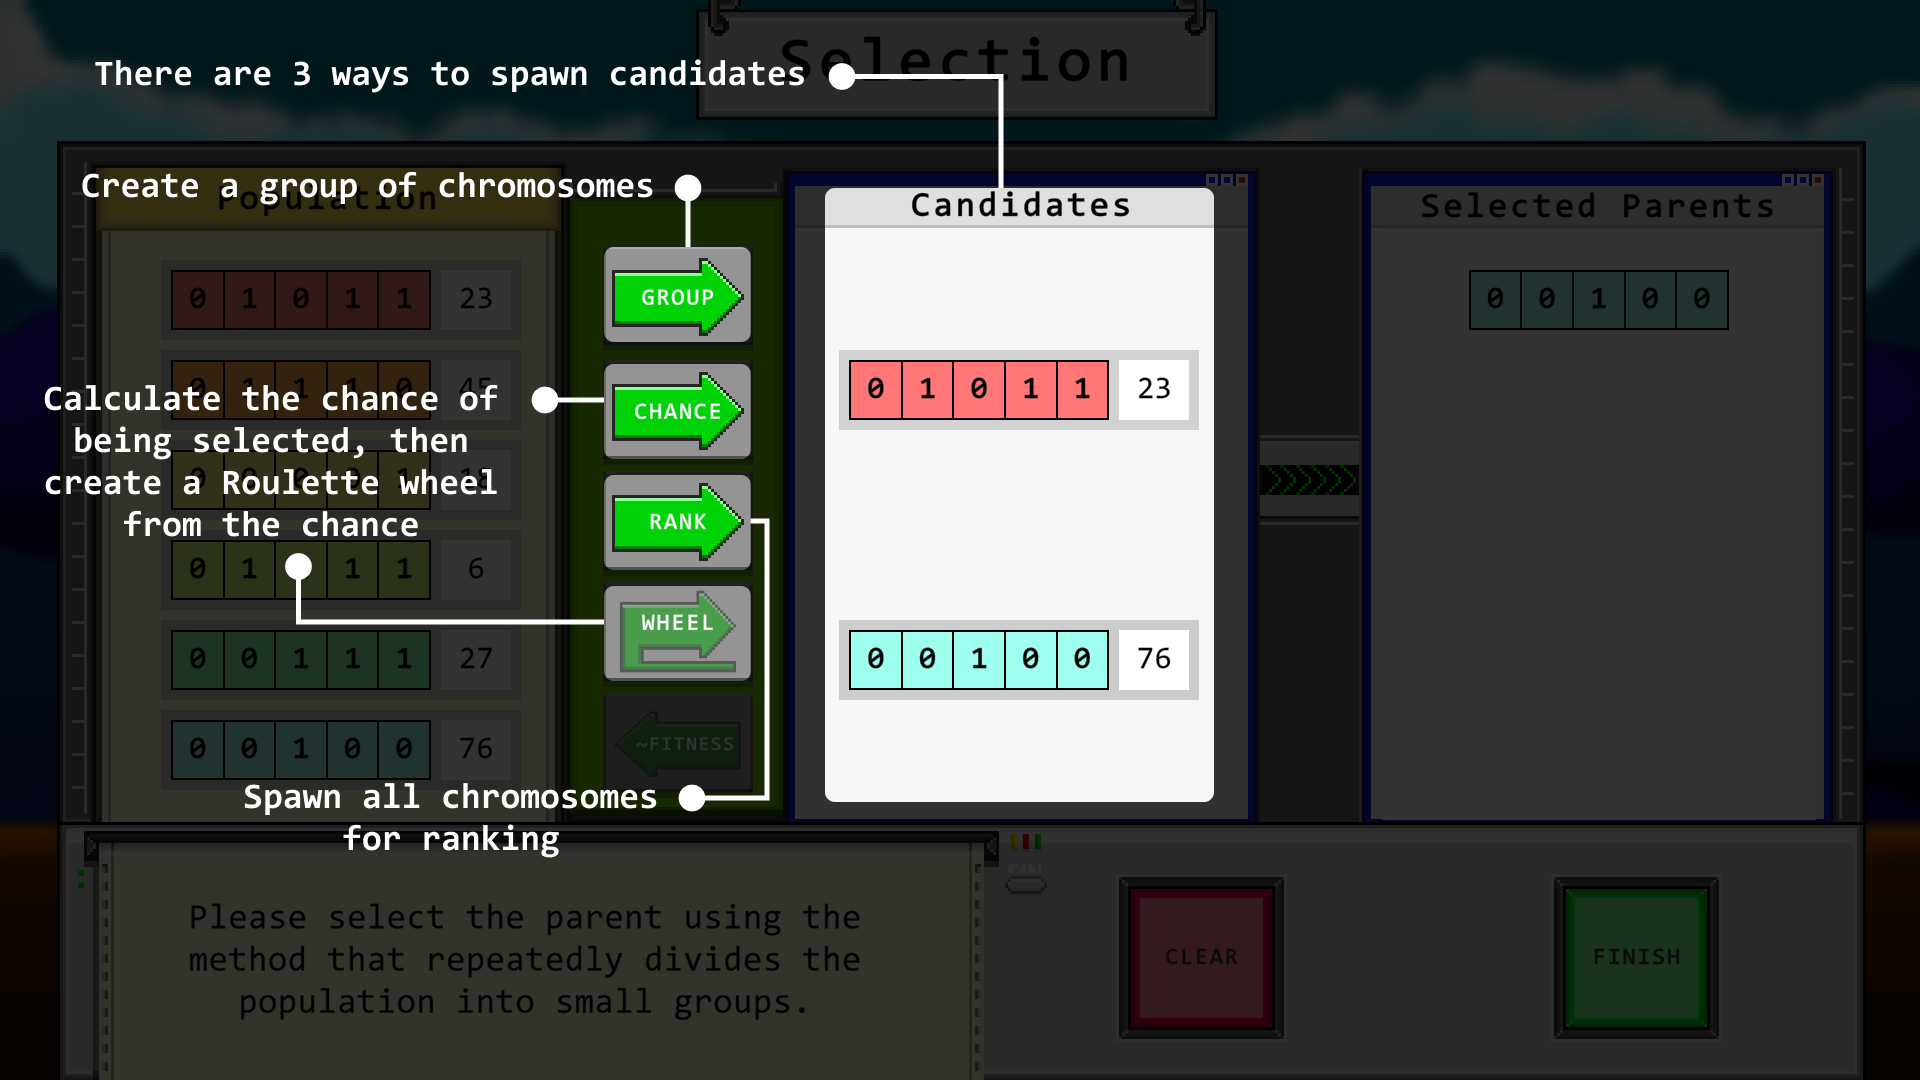 Selection
There are 3 ways to spawn candidates
Create a group of chromosomes
Population
Candidates
Selected Parents
0 1 0 1 1 23
GROUP
0 0 1 0 0
Calculate the chance of
being selected, then
create a Roulette wheel
from the chance
CHANCE
0 1 0 1 1 23
RANK
0 1 1 1 6
WHEEL
0 0 1 1 1 27
0 0 1 0 0 76
0 0 1 0 0 76
~FITNESS
Spawn all chromosomes
for ranking
Please select the parent using the
method that repeatedly divides the
population into small groups.
CLEAR
FINISH